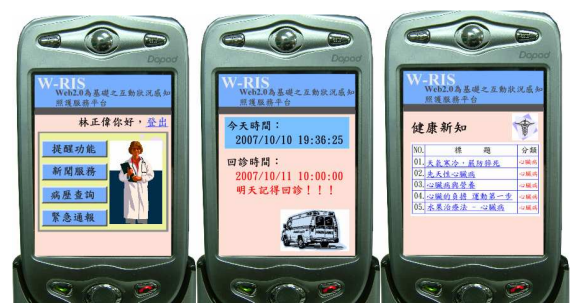 Dopod
W-RIS
Web2.0為基礎之互動狀況感知
照護服務平台
林正偉你好，登出
提醒功能
新聞服務
病歷查詢
緊急通報
Dopod
W-RIS
Web2.0為基礎之互動狀況感知
照護服務平台
今天時間：
2007/10/10 19:36:25
回診時間：
2007/10/11 10:00:00
明天記得回診！！！
Dopod
W-RIS
Web2.0為基礎之互動狀況感知
照護服務平台
健康新知
NO. 標 題 分類
01. 天氣寒冷，嚴防猝死 心臟病
02. 先天性心臟病 心臟病
03. 心臟病與營養 心臟病
04. 心臟的負擔 運動第一步 心臟病
05. 水果治療法 - 心臟病 心臟病